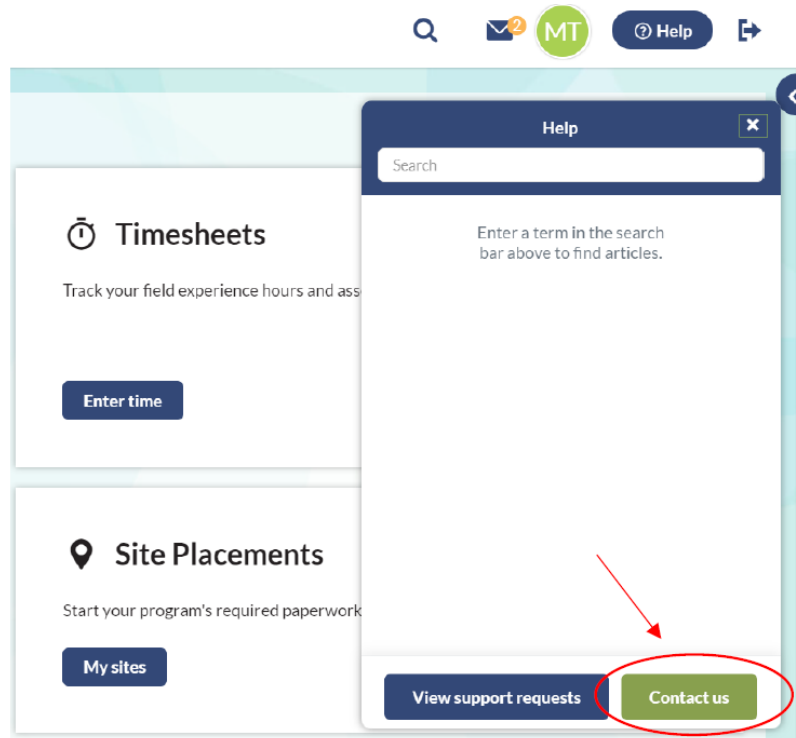 2
MT
? Help
Help
Search
Enter a term in the search
bar above to find articles.
Timesheets
Track your field experience hours and ass
Enter time
Site Placements
Start your program's required paperwork
My sites
View support requests
Contact us